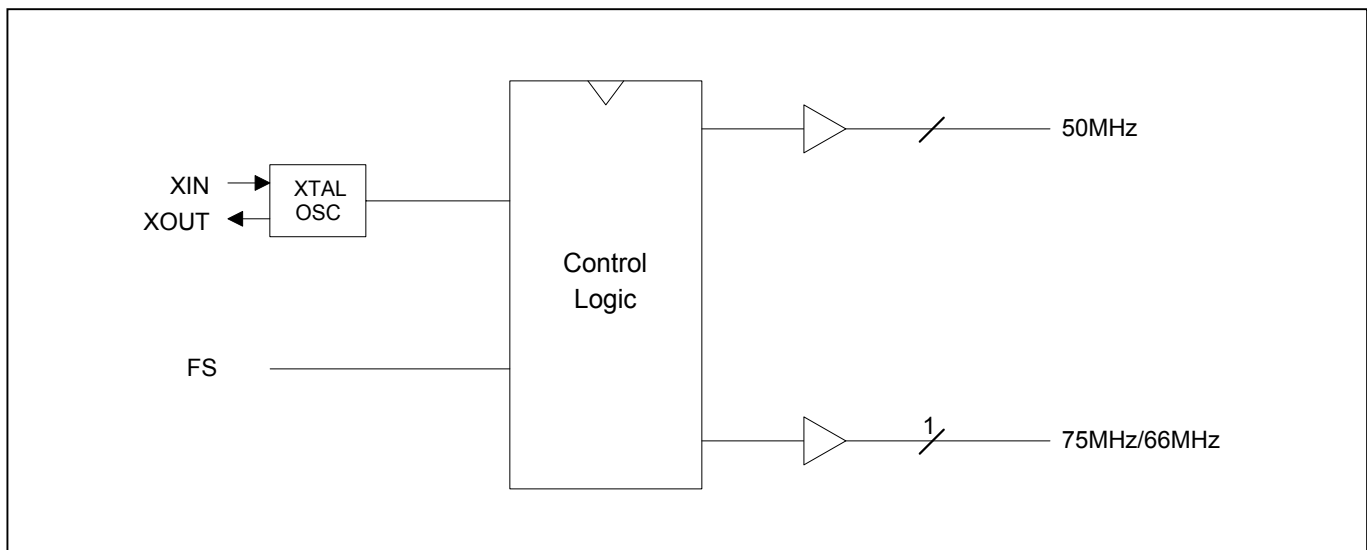 50MHz
XIN
XOUT
XTAL
OSC
Control
Logic
FS
1
75MHz/66MHz